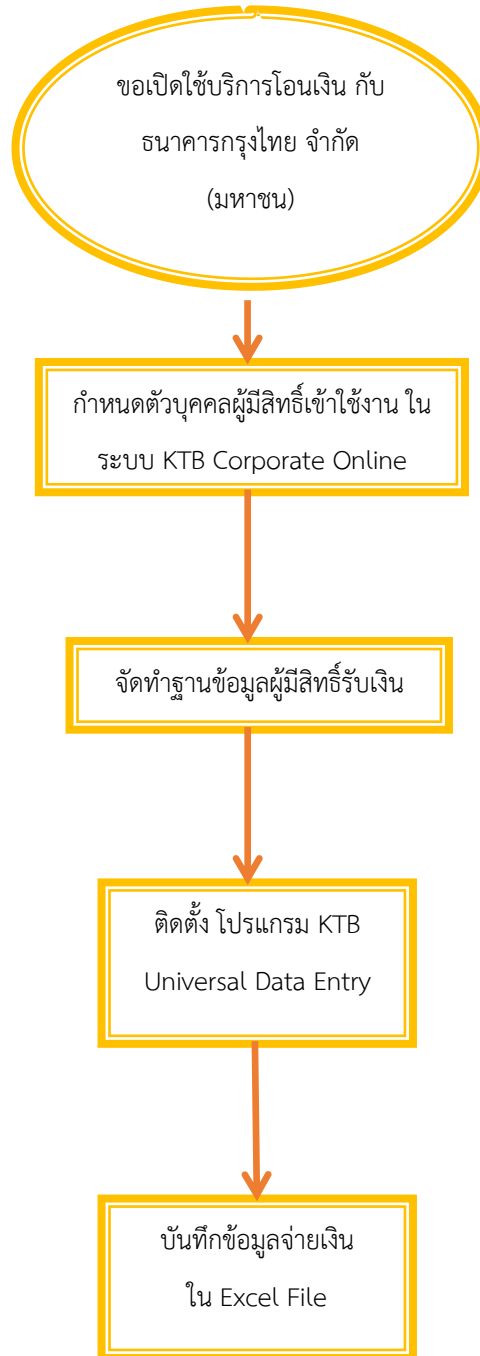 ขอเปิดใช้บริการโอนเงิน กับ
ธนาคารกรุงไทย จำกัด
(มหาชน)
กำหนดตัวบุคคลผู้มีสิทธิ์เข้าใช้งาน ใน
ระบบ KTB Corporate Online
จัดทำฐานข้อมูลผู้มีสิทธิ์รับเงิน
ติดตั้ง โปรแกรม KTB
Universal Data Entry
บันทึกข้อมูลจ่ายเงิน
ใน Excel File